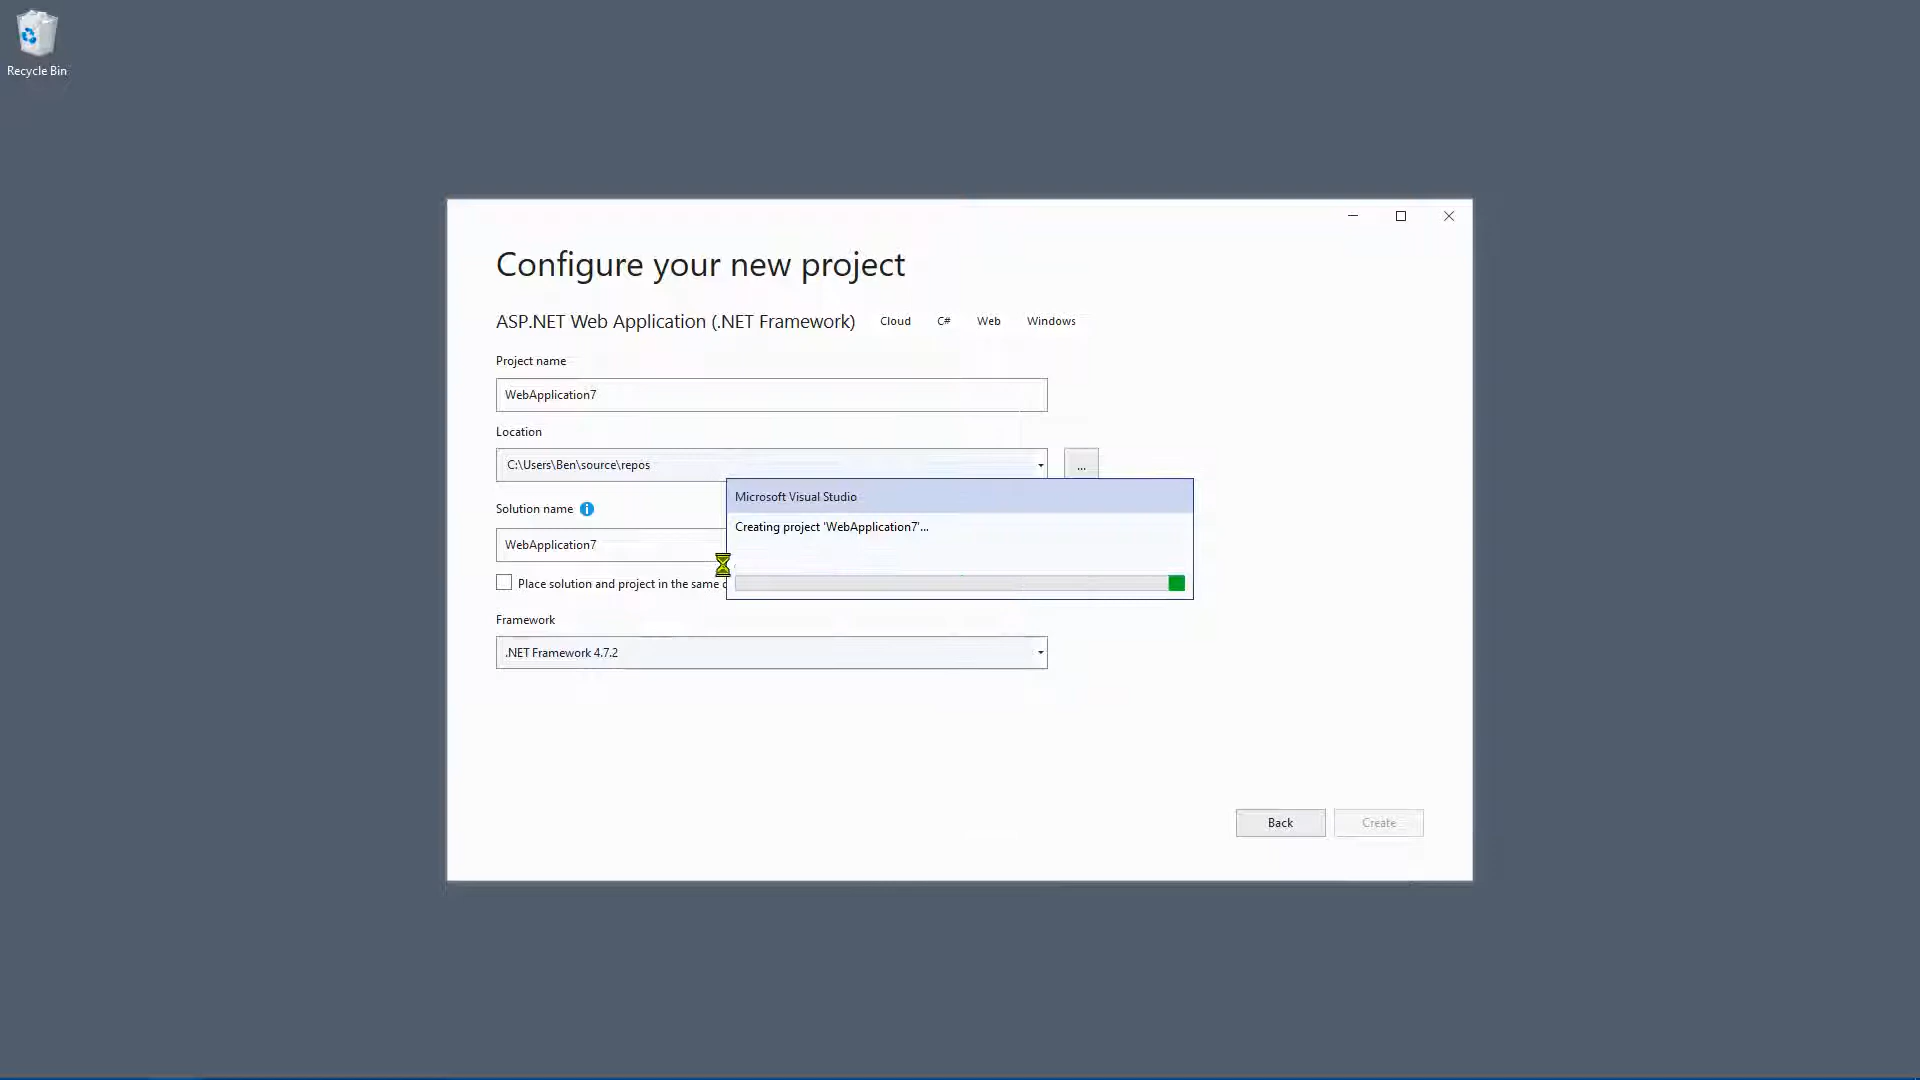 Recycle Bin
Configure your new project
ASP.NET Web Application (.NET Framework) Cloud C# Web Windows
Project name
WebApplication7
Location
C:\Users\Ben\source\repos
...
Microsoft Visual Studio
Creating project 'WebApplication7'...
Solution name
WebApplication7
Place solution and project in the same
Framework
.NET Framework 4.7.2
Back
Create